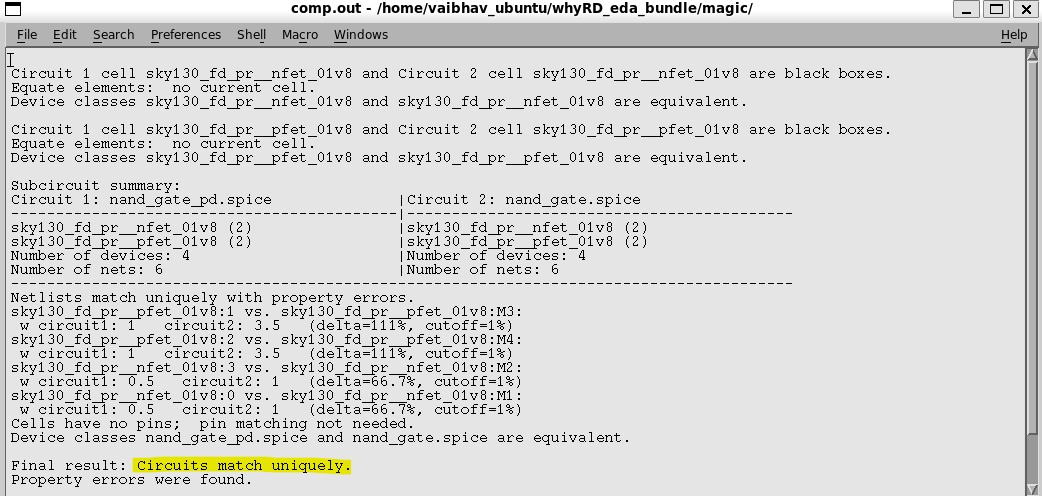 comp.out - /home/vaibhav_ubuntu/whyRD_eda_bundle/magic/
File Edit Search Preferences Shell Macro Windows Help
Circuit 1 cell sky130_fd_pr__nfet_01v8 and Circuit 2 cell sky130_fd_pr__nfet_01v8 are black boxes.
Equate elements:  no current cell.
Device classes sky130_fd_pr__nfet_01v8 and sky130_fd_pr__nfet_01v8 are equivalent.
Circuit 1 cell sky130_fd_pr__pfet_01v8 and Circuit 2 cell sky130_fd_pr__pfet_01v8 are black boxes.
Equate elements:  no current cell.
Device classes sky130_fd_pr__pfet_01v8 and sky130_fd_pr__pfet_01v8 are equivalent.
Subcircuit summary:
Circuit 1: nand_gate_pd.spice                |Circuit 2: nand_gate.spice
---------------------------------------------|---------------------------------------------
sky130_fd_pr__nfet_01v8 (2)                  |sky130_fd_pr__nfet_01v8 (2)
sky130_fd_pr__pfet_01v8 (2)                  |sky130_fd_pr__pfet_01v8 (2)
Number of devices: 4                         |Number of devices: 4
Number of nets: 6                            |Number of nets: 6
-------------------------------------------------------------------------------------------
Netlists match uniquely with property errors.
sky130_fd_pr__pfet_01v8:1 vs. sky130_fd_pr__pfet_01v8:M3:
 w circuit1: 1   circuit2: 3.5   (delta=111%, cutoff=1%)
sky130_fd_pr__pfet_01v8:2 vs. sky130_fd_pr__pfet_01v8:M4:
 w circuit1: 1   circuit2: 3.5   (delta=111%, cutoff=1%)
sky130_fd_pr__nfet_01v8:3 vs. sky130_fd_pr__nfet_01v8:M2:
 w circuit1: 0.5   circuit2: 1   (delta=66.7%, cutoff=1%)
sky130_fd_pr__nfet_01v8:0 vs. sky130_fd_pr__nfet_01v8:M1:
 w circuit1: 0.5   circuit2: 1   (delta=66.7%, cutoff=1%)
Cells have no pins;  pin matching not needed.
Device classes nand_gate_pd.spice and nand_gate.spice are equivalent.
Final result: Circuits match uniquely.
Property errors were found.